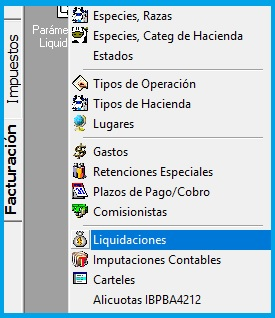 Impuestos
Facturación
Paráme
Liquid
Especies, Razas
Especies, Categ de Hacienda
Estados
Tipos de Operación
Tipos de Hacienda
Lugares
Gastos
Retenciones Especiales
Plazos de Pago/Cobro
Comisionistas
Liquidaciones
Imputaciones Contables
Carteles
Alicuotas IBPBA4212